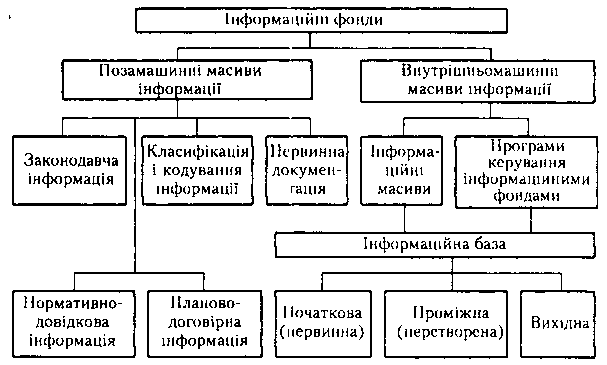 Інформаційні фонди
Позамашинні масиви
інформації
Внутрішньомашинні
масиви інформації
Законодавча
інформація
Класифікація
і кодування
інформації
Первинна
докумен-
тація
Інформа-
ційні
масиви
Програми
керування
інформаційними
фондами
Інформаційна база
Нормативно-
довідкова
інформація
Планово-
договірна
інформація
Початкова
(первинна)
Проміжна
(перетворена)
Вихідна